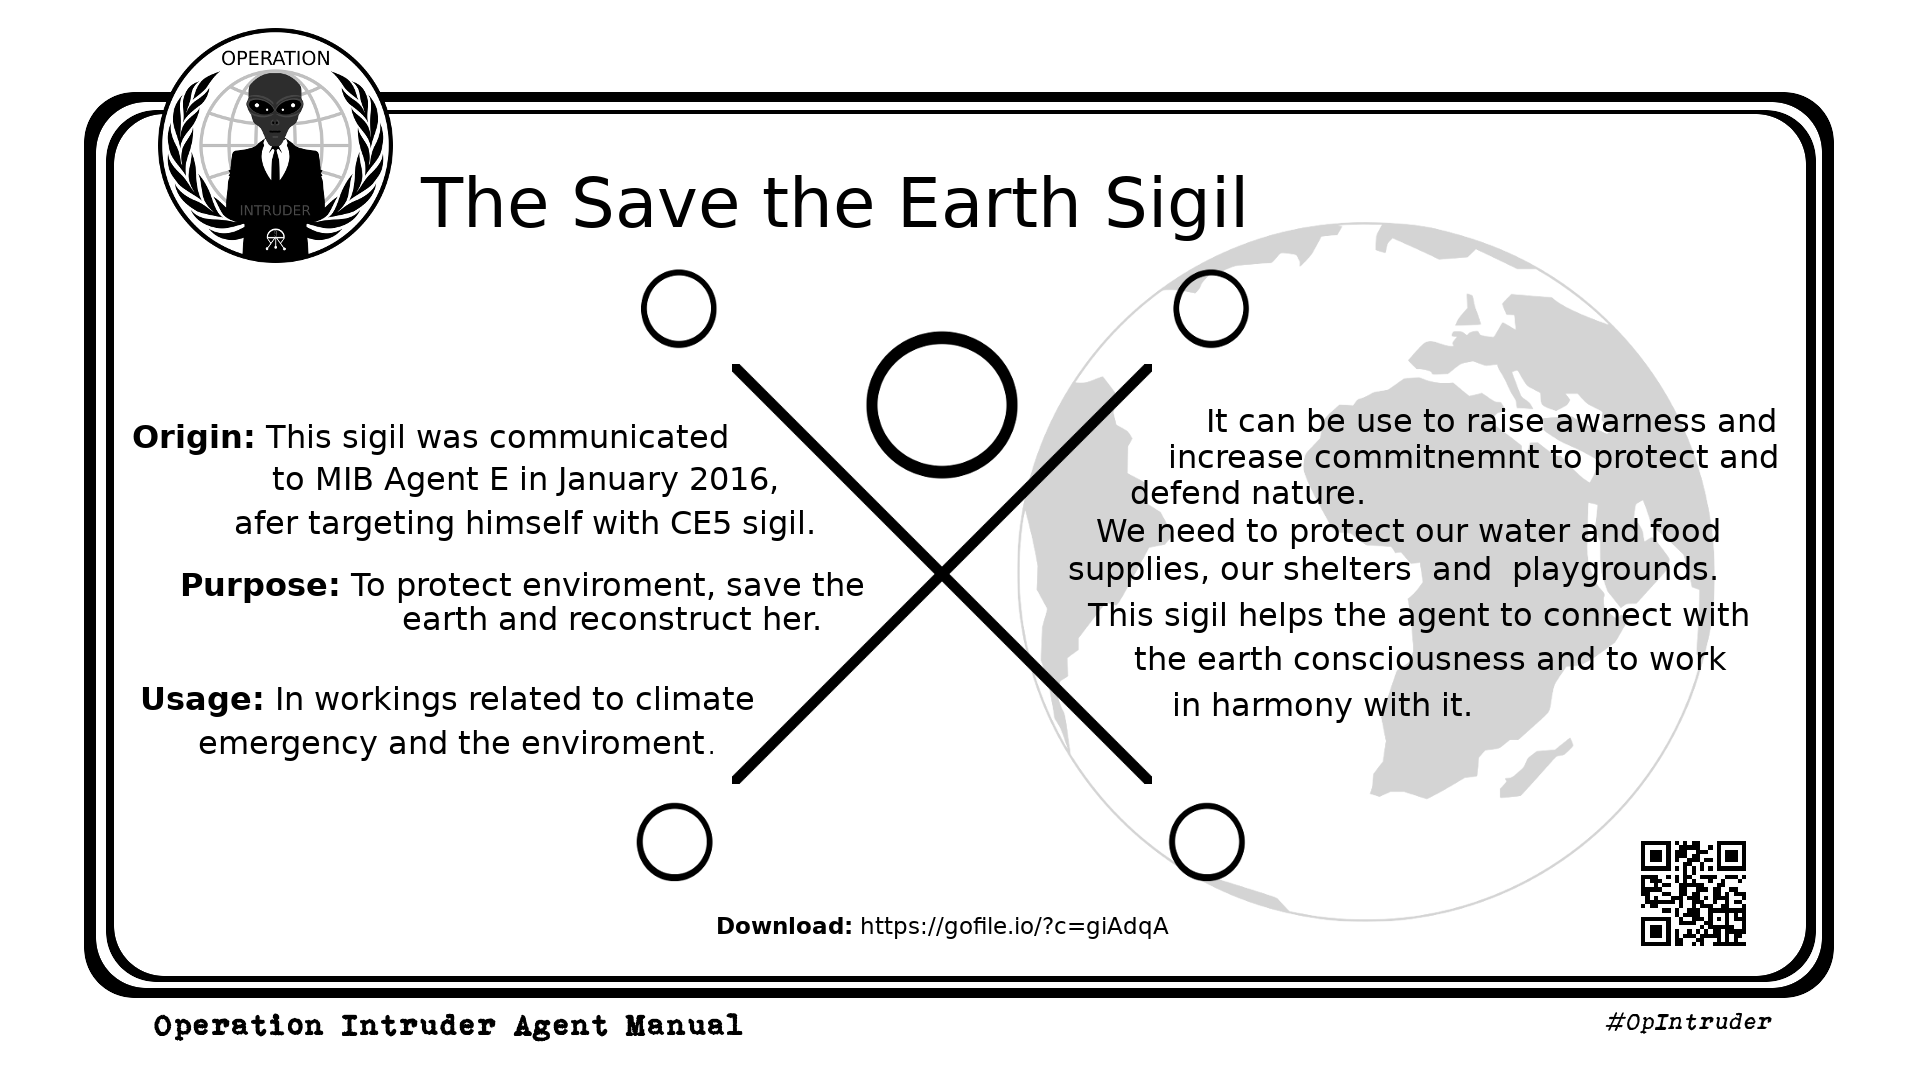 OPERATION
INTRUDER
The Save the Earth Sigil
Origin: This sigil was communicated
to MIB Agent E in January 2016,
afer targeting himself with CE5 sigil.
Purpose: To protect enviroment, save the
earth and reconstruct her.
Usage: In workings related to climate
emergency and the enviroment.
It can be use to raise awarness and
increase commitnemnt to protect and
defend nature.
We need to protect our water and food
supplies, our shelters and playgrounds.
This sigil helps the agent to connect with
the earth consciousness and to work
in harmony with it.
Download: https://gofile.io/?c=giAdqA
Operation Intruder Agent Manual
#OpIntruder